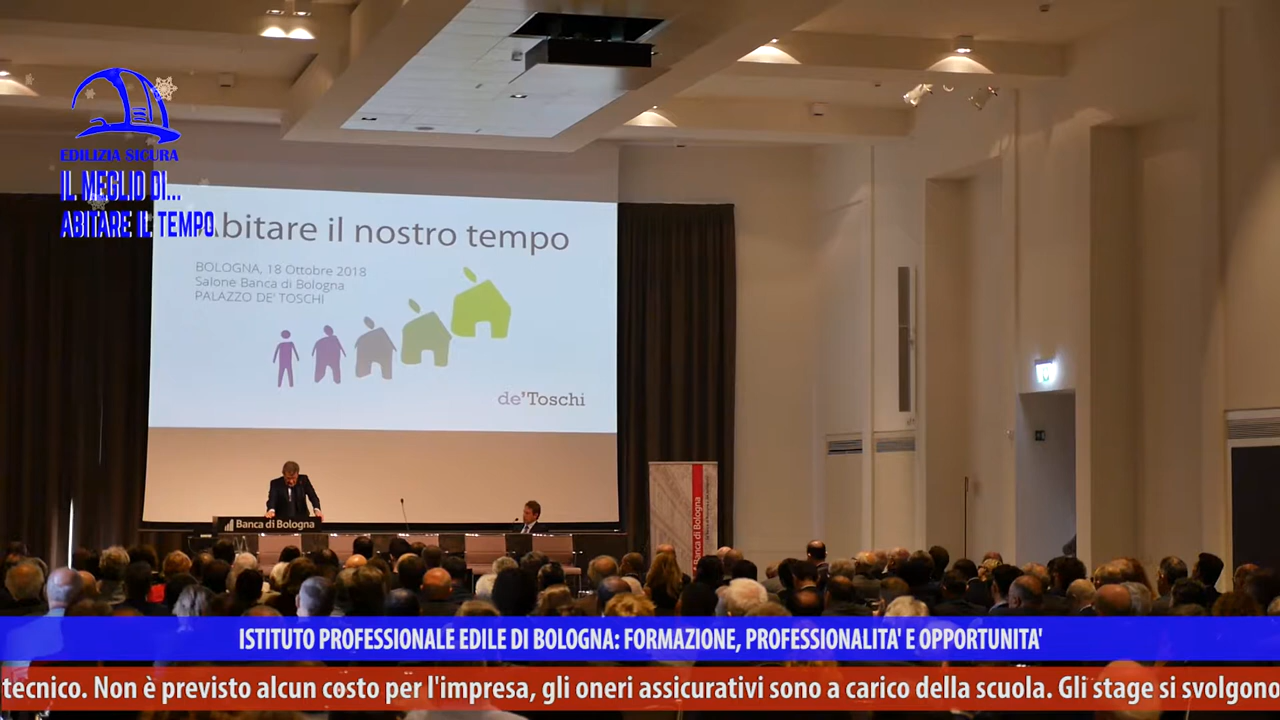 EDILIZIA SICURA
IL MEGLIO DI...
ABITARE IL TEMPO
Abitare il nostro tempo
BOLOGNA, 18 Ottobre 2018
Salone Banca di Bologna
PALAZZO DE' TOSCHI
de'Toschi
Banca di Bologna
Banca di Bologna
ISTITUTO PROFESSIONALE EDILE DI BOLOGNA: FORMAZIONE, PROFESSIONALITA' E OPPORTUNITA'
tecnico. Non è previsto alcun costo per l'impresa, gli oneri assicurativi sono a carico della scuola. Gli stage si svolgono